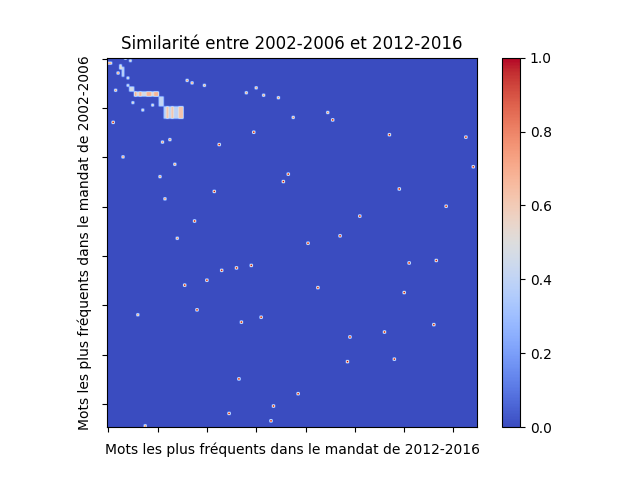 Similarité entre 2002-2006 et 2012-2016
Mots les plus fréquents dans le mandat de 2002-2006
Mots les plus fréquents dans le mandat de 2012-2016
1.0
0.8
0.6
0.4
0.2
0.0